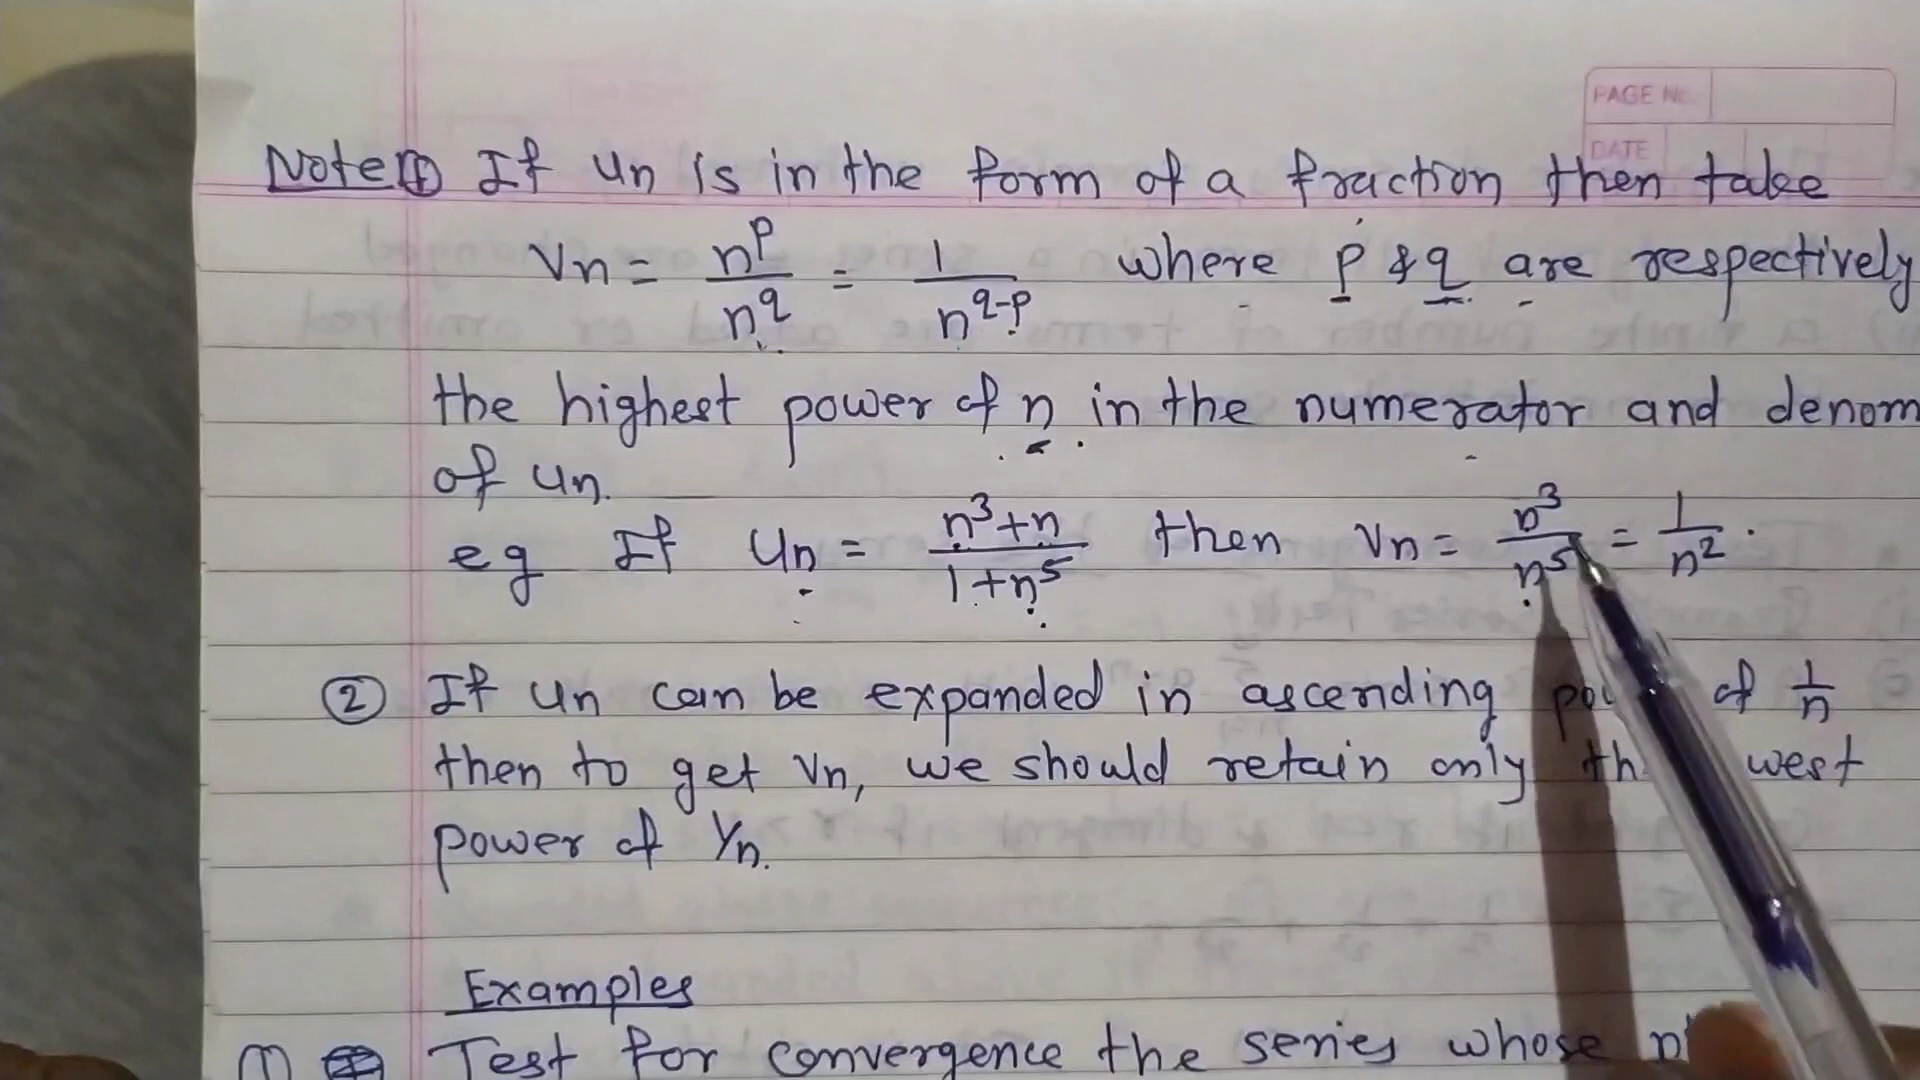 PAGE No.
DATE
Note ① If un is in the form of a fraction then take
Vn = n^p / n^q = 1 / n^(q-p) where p & q are respectively
the highest power of n in the numerator and denom
of un.
eg If un = (n^3+n) / (1+n^5) then Vn = n^3 / n^5 = 1 / n^2.
② If un can be expanded in ascending of 1/n
then to get Vn, we should retain only
power of 1/n.
Examples
(1) Test for convergence the series whose